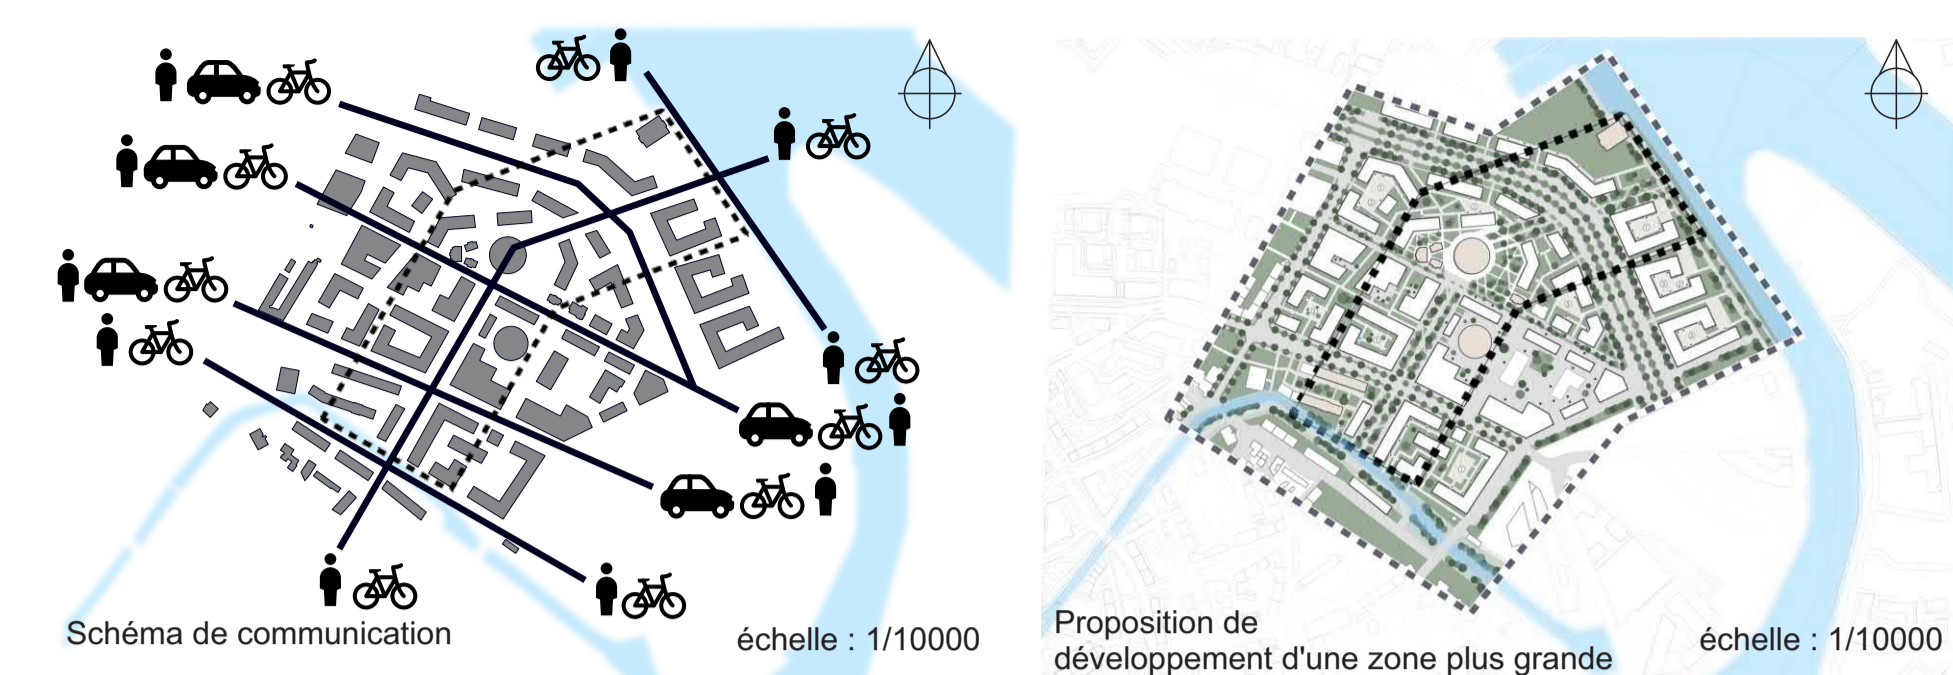 Schéma de communication
échelle : 1/10000
Proposition de
développement d'une zone plus grande
échelle : 1/10000